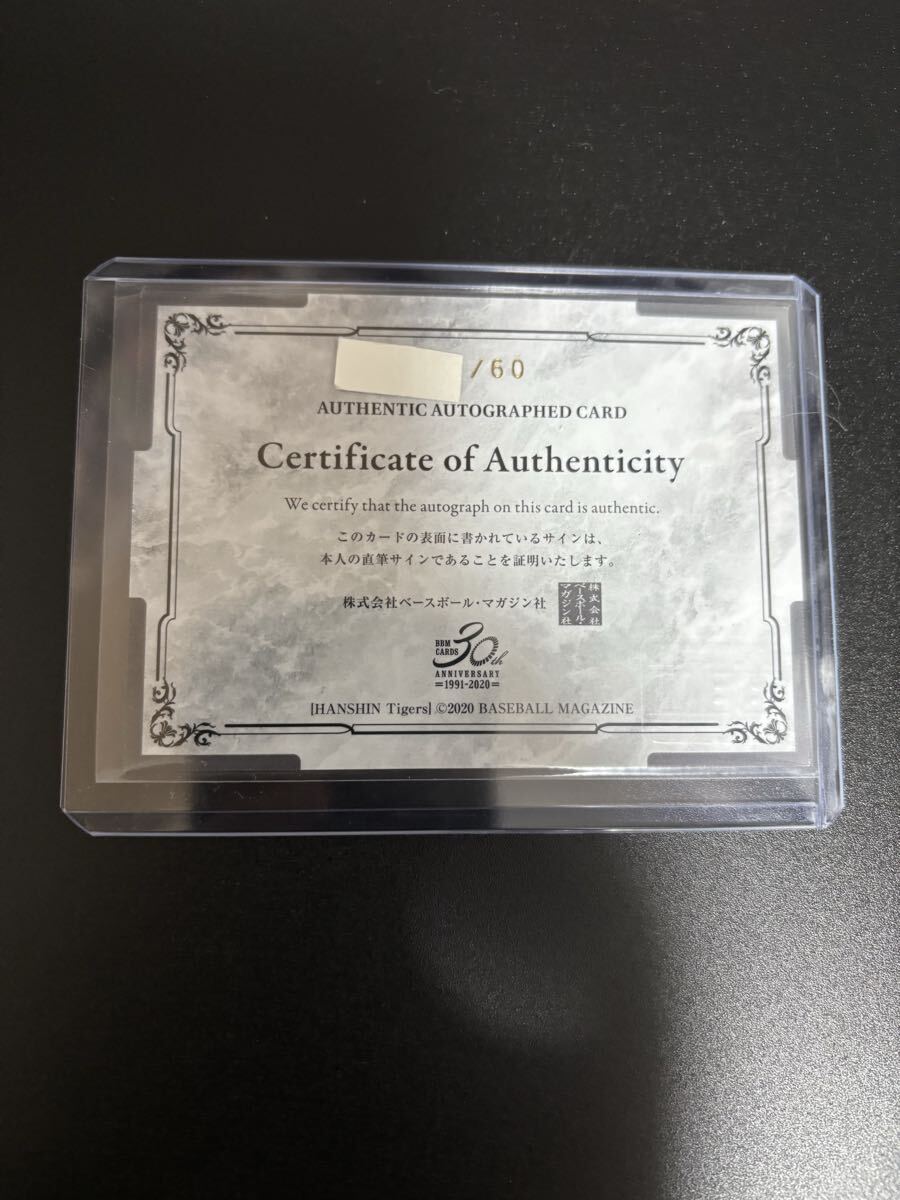 /60
AUTHENTIC AUTOGRAPHED CARD
Certificate of Authenticity
We certify that the autograph on this card is authentic.
このカードの表面に書かれているサインは、
本人の直筆サインであることを証明いたします。
株式会社ベースボール・マガジン社
株式会社
ベースボール・
マガジン社
BBM
CARDS
30th
ANNIVERSARY
=1991-2020=
[HANSHIN Tigers] ©2020 BASEBALL MAGAZINE